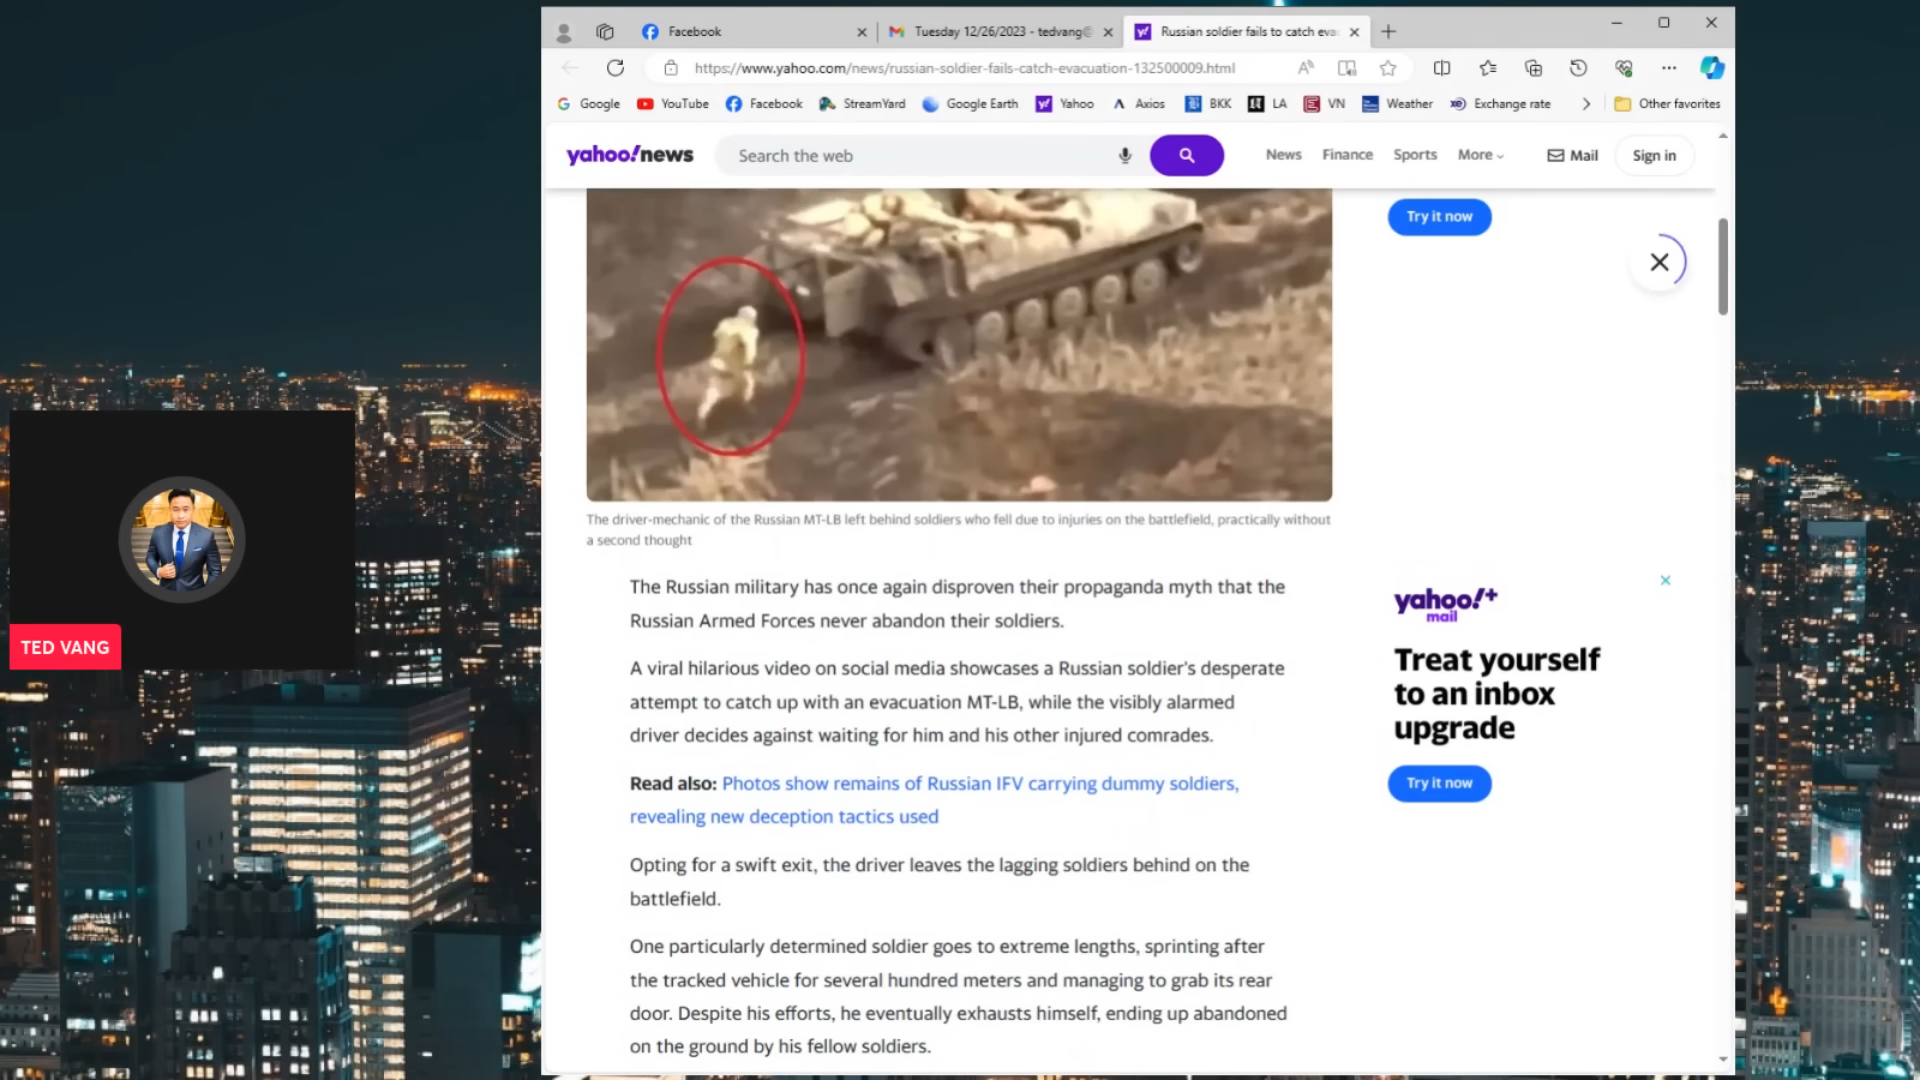 Facebook
Tuesday 12/26/2023 - tedvang@
Russian soldier fails to catch eva
https://www.yahoo.com/news/russian-soldier-fails-catch-evacuation-132500009.html
Google YouTube Facebook StreamYard Google Earth Yahoo Axios BKK LA VN Weather Exchange rate Other favorites
yahoo!news
Search the web
News Finance Sports More Mail Sign in
Try it now
The driver-mechanic of the Russian MT-LB left behind soldiers who fell due to injuries on the battlefield, practically without
a second thought
The Russian military has once again disproven their propaganda myth that the
Russian Armed Forces never abandon their soldiers.
A viral hilarious video on social media showcases a Russian soldier's desperate
attempt to catch up with an evacuation MT-LB, while the visibly alarmed
driver decides against waiting for him and his other injured comrades.
Read also: Photos show remains of Russian IFV carrying dummy soldiers,
revealing new deception tactics used
Opting for a swift exit, the driver leaves the lagging soldiers behind on the
battlefield.
One particularly determined soldier goes to extreme lengths, sprinting after
the tracked vehicle for several hundred meters and managing to grab its rear
door. Despite his efforts, he eventually exhausts himself, ending up abandoned
on the ground by his fellow soldiers.
yahoo!+
mail
Treat yourself
to an inbox
upgrade
Try it now
TED VANG